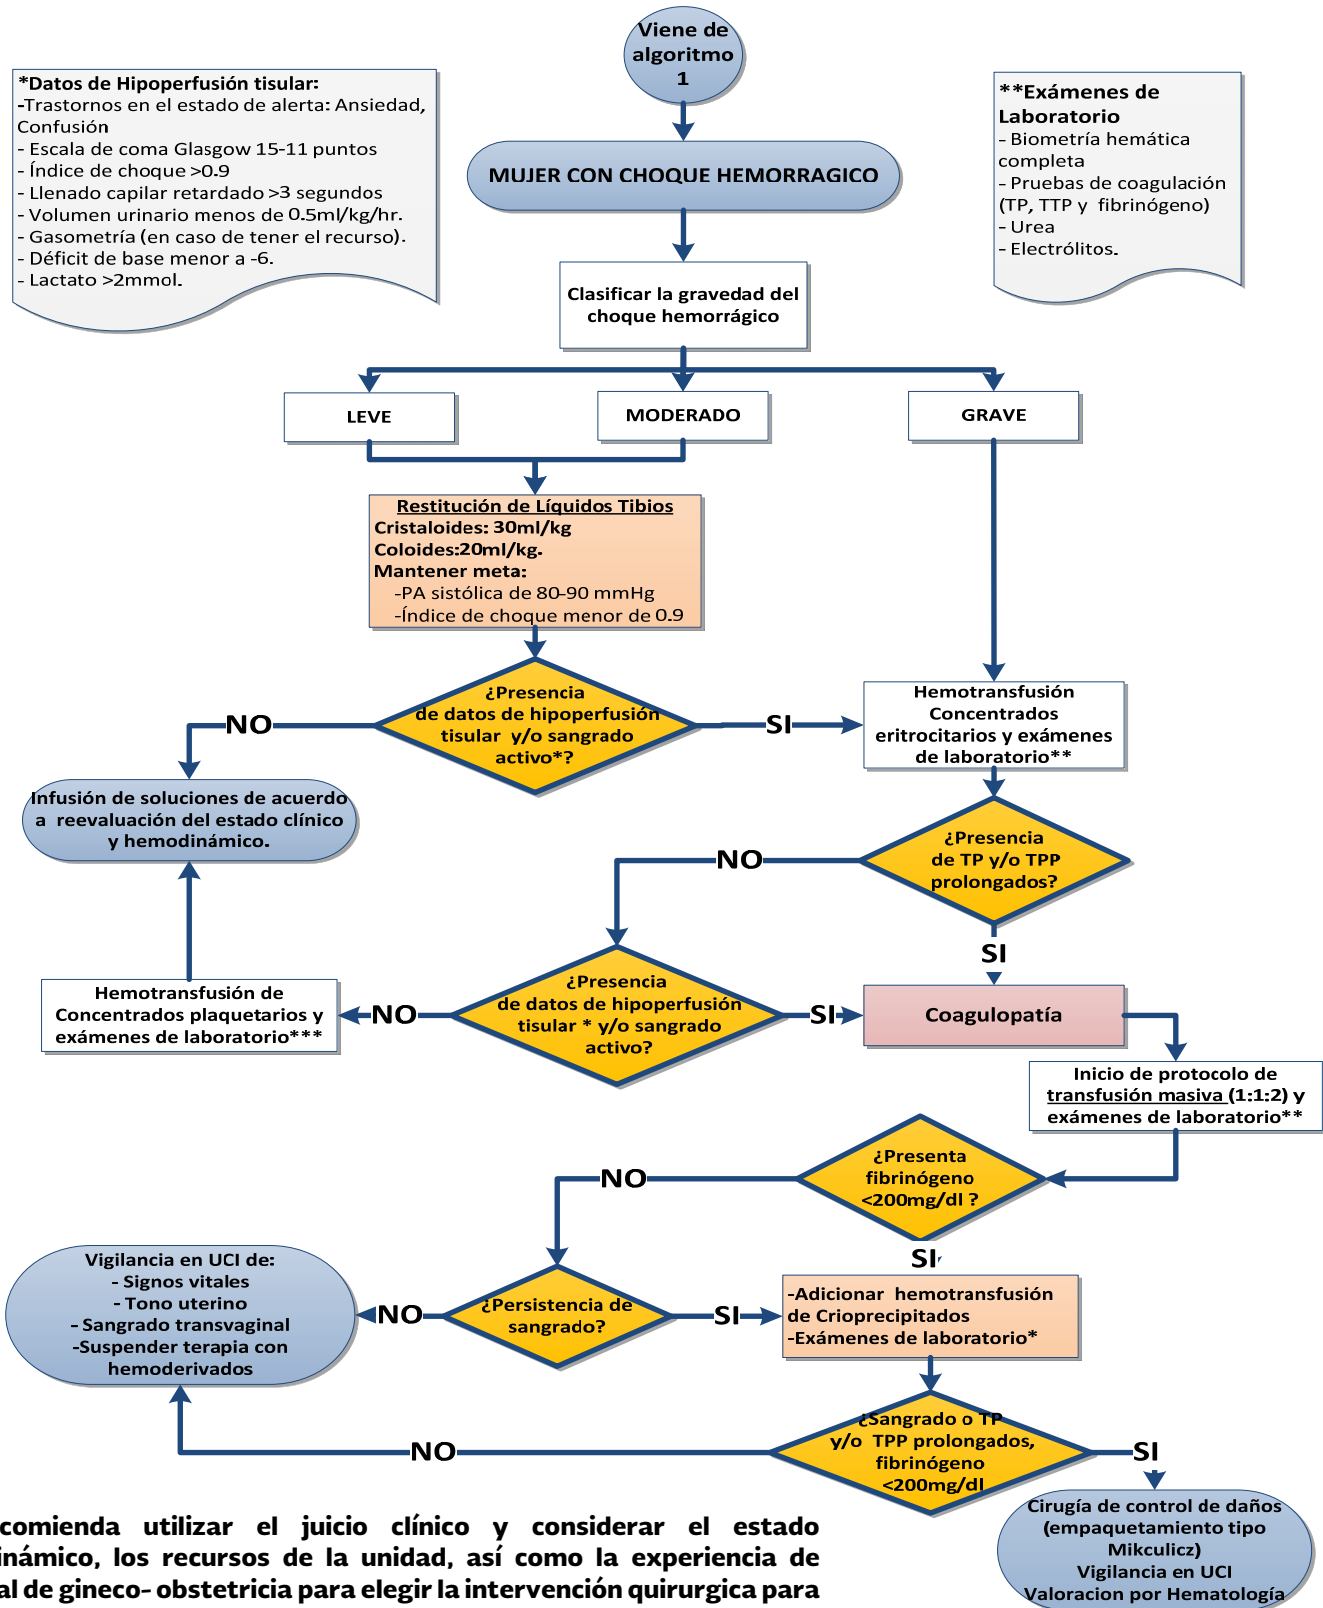 Viene de
algoritmo
1
*Datos de Hipoperfusión tisular:
-Trastornos en el estado de alerta: Ansiedad,
Confusión
- Escala de coma Glasgow 15-11 puntos
- Índice de choque >0.9
- Llenado capilar retardado >3 segundos
- Volumen urinario menos de 0.5ml/kg/hr.
- Gasometría (en caso de tener el recurso).
- Déficit de base menor a -6.
- Lactato >2mmol.
**Exámenes de
Laboratorio
- Biometría hemática
completa
- Pruebas de coagulación
(TP, TTP y fibrinógeno)
- Urea
- Electrólitos.
MUJER CON CHOQUE HEMORRAGICO
Clasificar la gravedad del
choque hemorrágico
LEVE
MODERADO
GRAVE
Restitución de Líquidos Tibios
Cristaloides: 30ml/kg
Coloides:20ml/kg.
Mantener meta:
-PA sistólica de 80-90 mmHg
-Índice de choque menor de 0.9
¿Presencia
de datos de hipoperfusión
tisular y/o sangrado
activo*?
NO
SI
Hemotransfusión
Concentrados
eritrocitarios y exámenes
de laboratorio**
Infusión de soluciones de acuerdo
a reevaluación del estado clínico
y hemodinámico.
¿Presencia
de TP y/o TPP
prolongados?
NO
SI
¿Presencia
de datos de hipoperfusión
tisular * y/o sangrado
activo?
NO
SI
Hemotransfusión de
Concentrados plaquetarios y
exámenes de laboratorio***
Coagulopatía
Inicio de protocolo de
transfusión masiva (1:1:2) y
exámenes de laboratorio**
¿Presenta
fibrinógeno
<200mg/dl ?
NO
SI
¿Persistencia de
sangrado?
NO
SI
Vigilancia en UCI de:
- Signos vitales
- Tono uterino
- Sangrado transvaginal
-Suspender terapia con
hemoderivados
-Adicionar hemotransfusión
de Crioprecipitados
-Exámenes de laboratorio*
¿Sangrado o TP
y/o TPP prolongados,
fibrinógeno
<200mg/dl
NO
SI
Cirugía de control de daños
(empaquetamiento tipo
Mikculicz)
Vigilancia en UCI
Valoracion por Hematología
comienda utilizar el juicio clínico y considerar el estado
inámico, los recursos de la unidad, así como la experiencia de
al de gineco- obstetricia para elegir la intervención quirurgica para